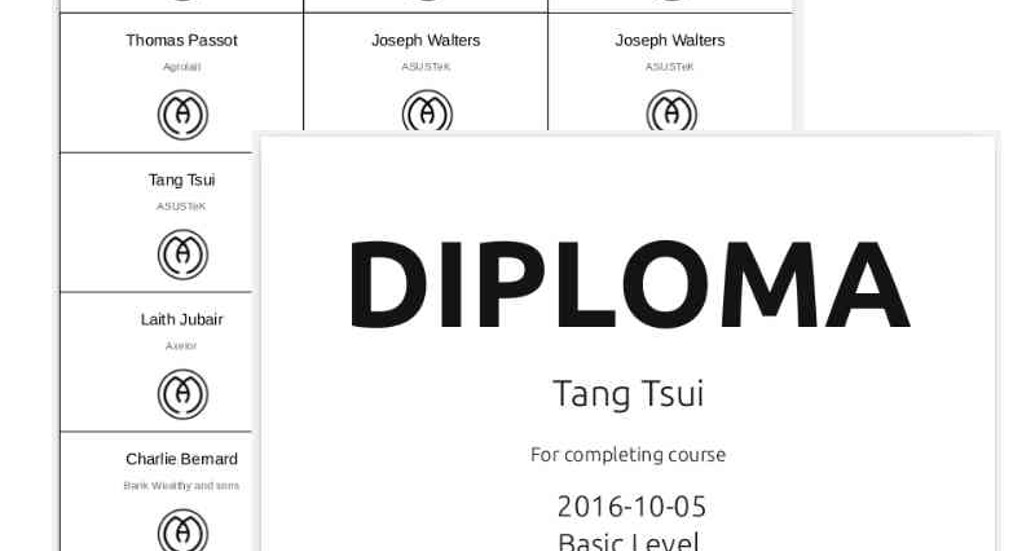 Thomas Passot
Joseph Walters
Joseph Walters
Agrolait
ASUSTeK
ASUSTeK
Tang Tsui
ASUSTeK
Laith Jubair
Axelor
Charlie Bernard
Bank Wealthy and sons
DIPLOMA
Tang Tsui
For completing course
2016-10-05
Basic Level